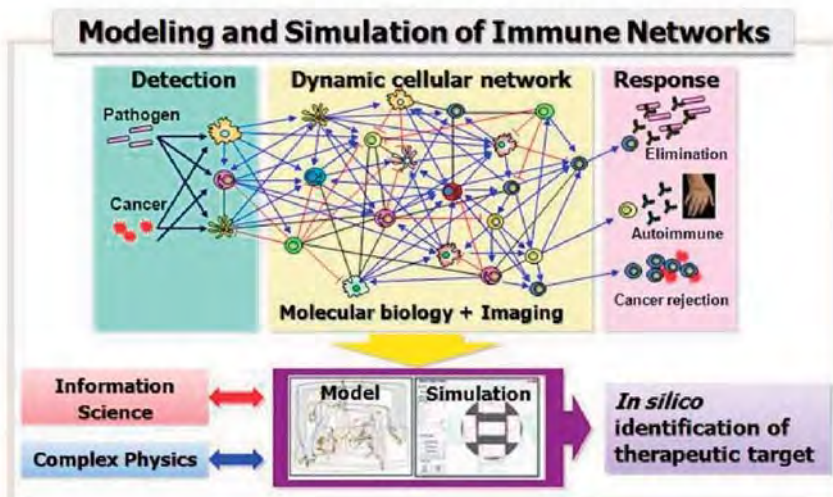 Modeling and Simulation of Immune Networks
Detection
Dynamic cellular network
Response
Pathogen
Cancer
Elimination
Autoimmune
Cancer rejection
Molecular biology + Imaging
Information
Science
Complex Physics
Model
Simulation
In silico
identification of
therapeutic target